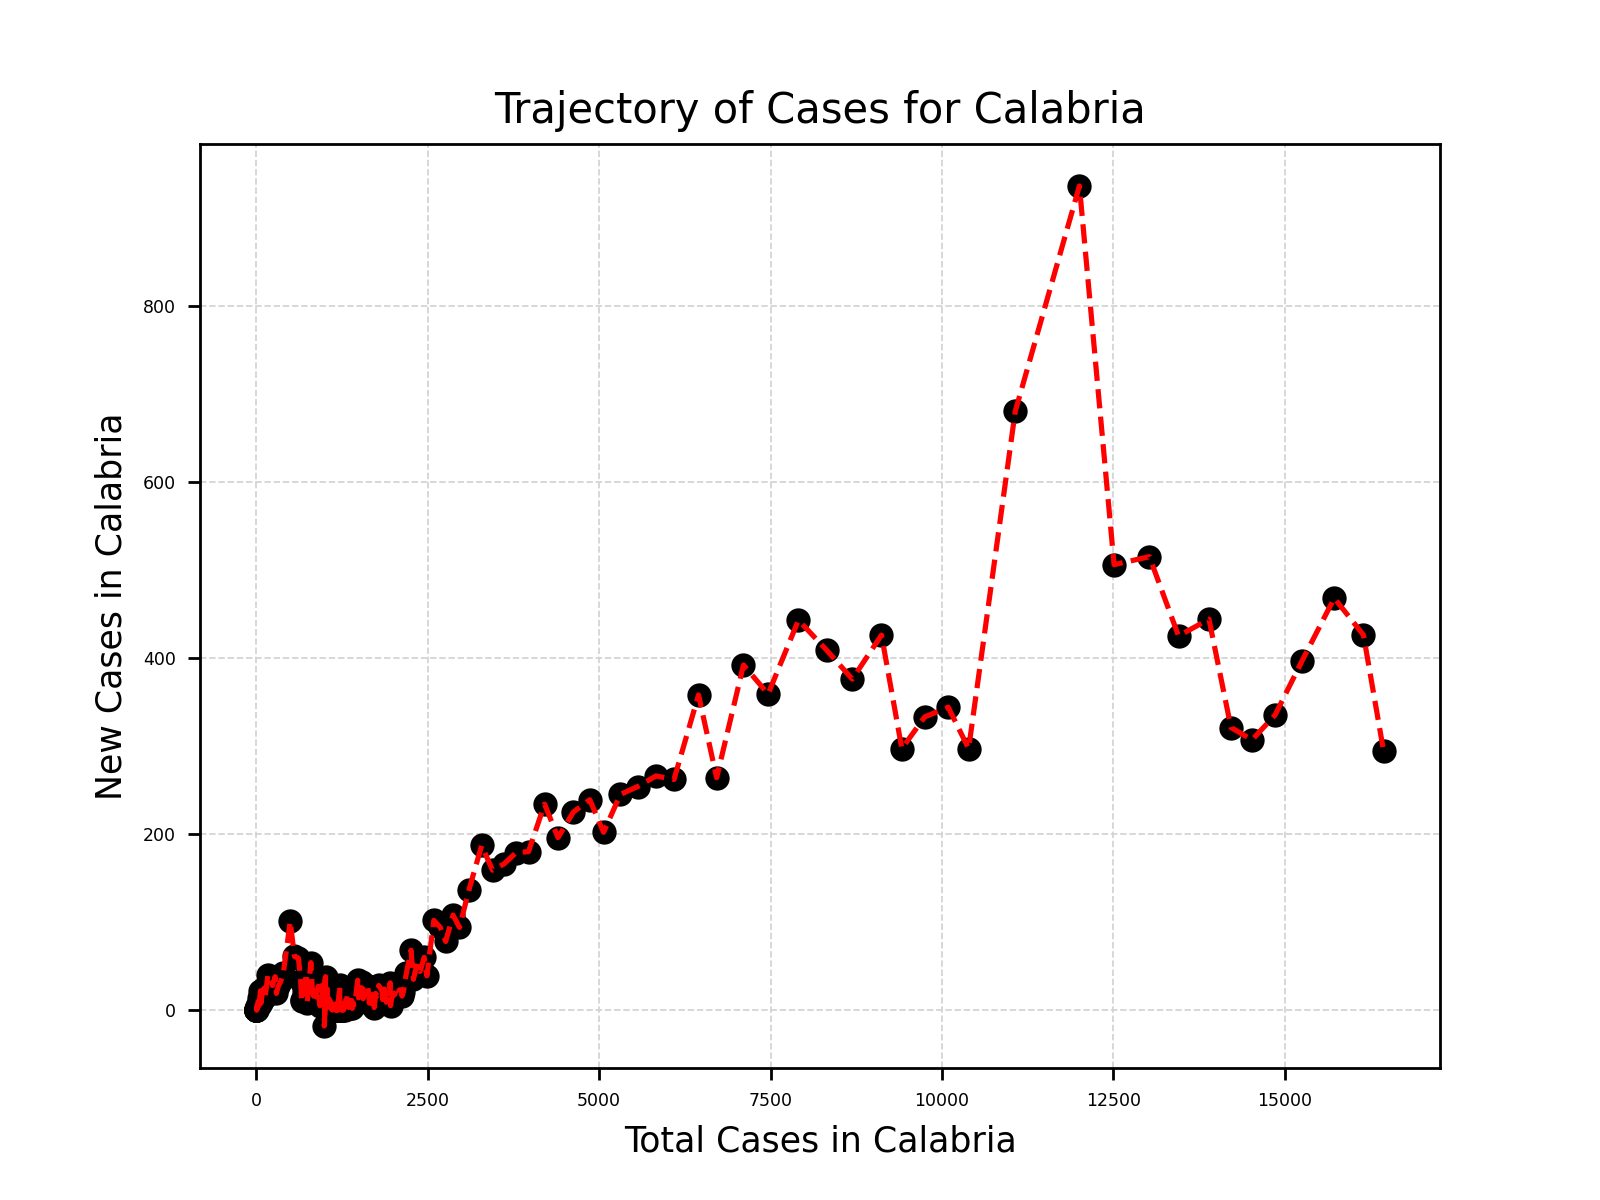 Trajectory of Cases for Calabria
New Cases in Calabria
800
600
400
200
0
0 2500 5000 7500 10000 12500 15000
Total Cases in Calabria